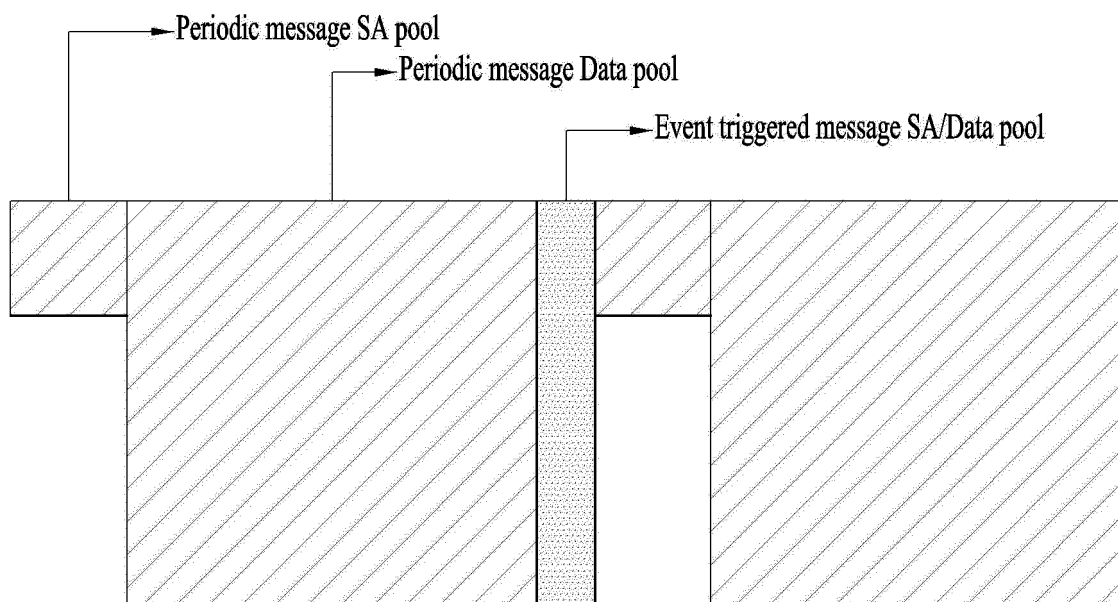 Periodic message SA pool
Periodic message Data pool
Event triggered message SA/Data pool